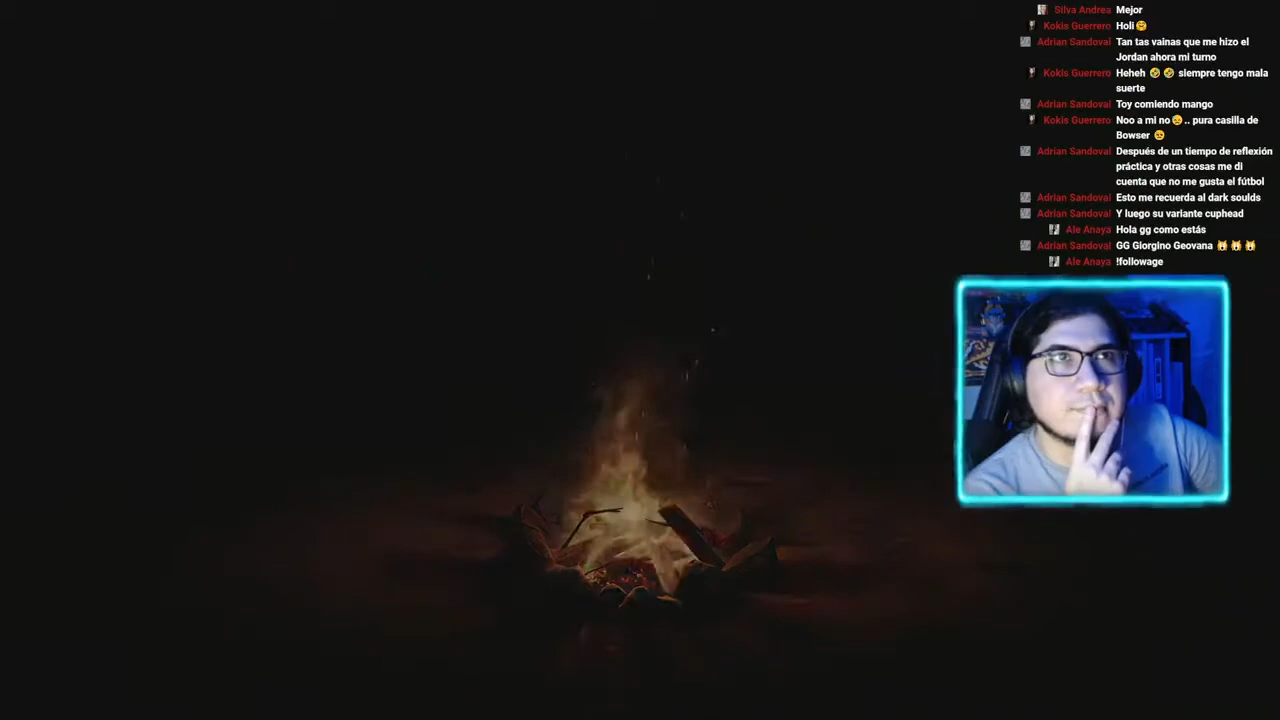 Silva Andrea Mejor
Kokis Guerrero Holi🤗
Adrian Sandoval Tan tas vainas que me hizo el
Jordan ahora mi turno
Kokis Guerrero Heheh 🤣 🤣 siempre tengo mala
suerte
Adrian Sandoval Toy comiendo mango
Kokis Guerrero Noo a mi no😑.. pura casilla de
Bowser 😑
Adrian Sandoval Después de un tiempo de reflexión
práctica y otras cosas me di
cuenta que no me gusta el fútbol
Adrian Sandoval Esto me recuerda al dark soulds
Adrian Sandoval Y luego su variante cuphead
Ale Anaya Hola gg como estás
Adrian Sandoval GG Giorgino Geovana 🙀 🙀 🙀
Ale Anaya !followage